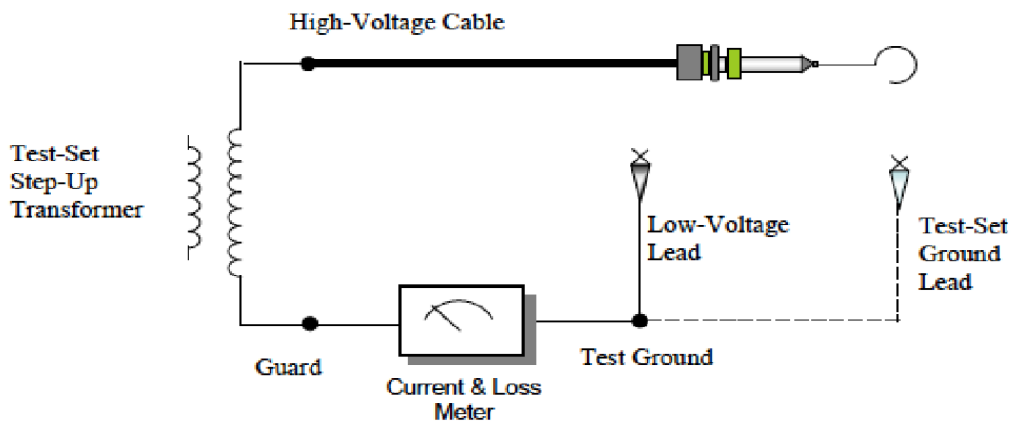 High-Voltage Cable
Test-Set
Step-Up
Transformer
Low-Voltage
Lead
Test-Set
Ground
Lead
Guard
Test Ground
Current & Loss
Meter